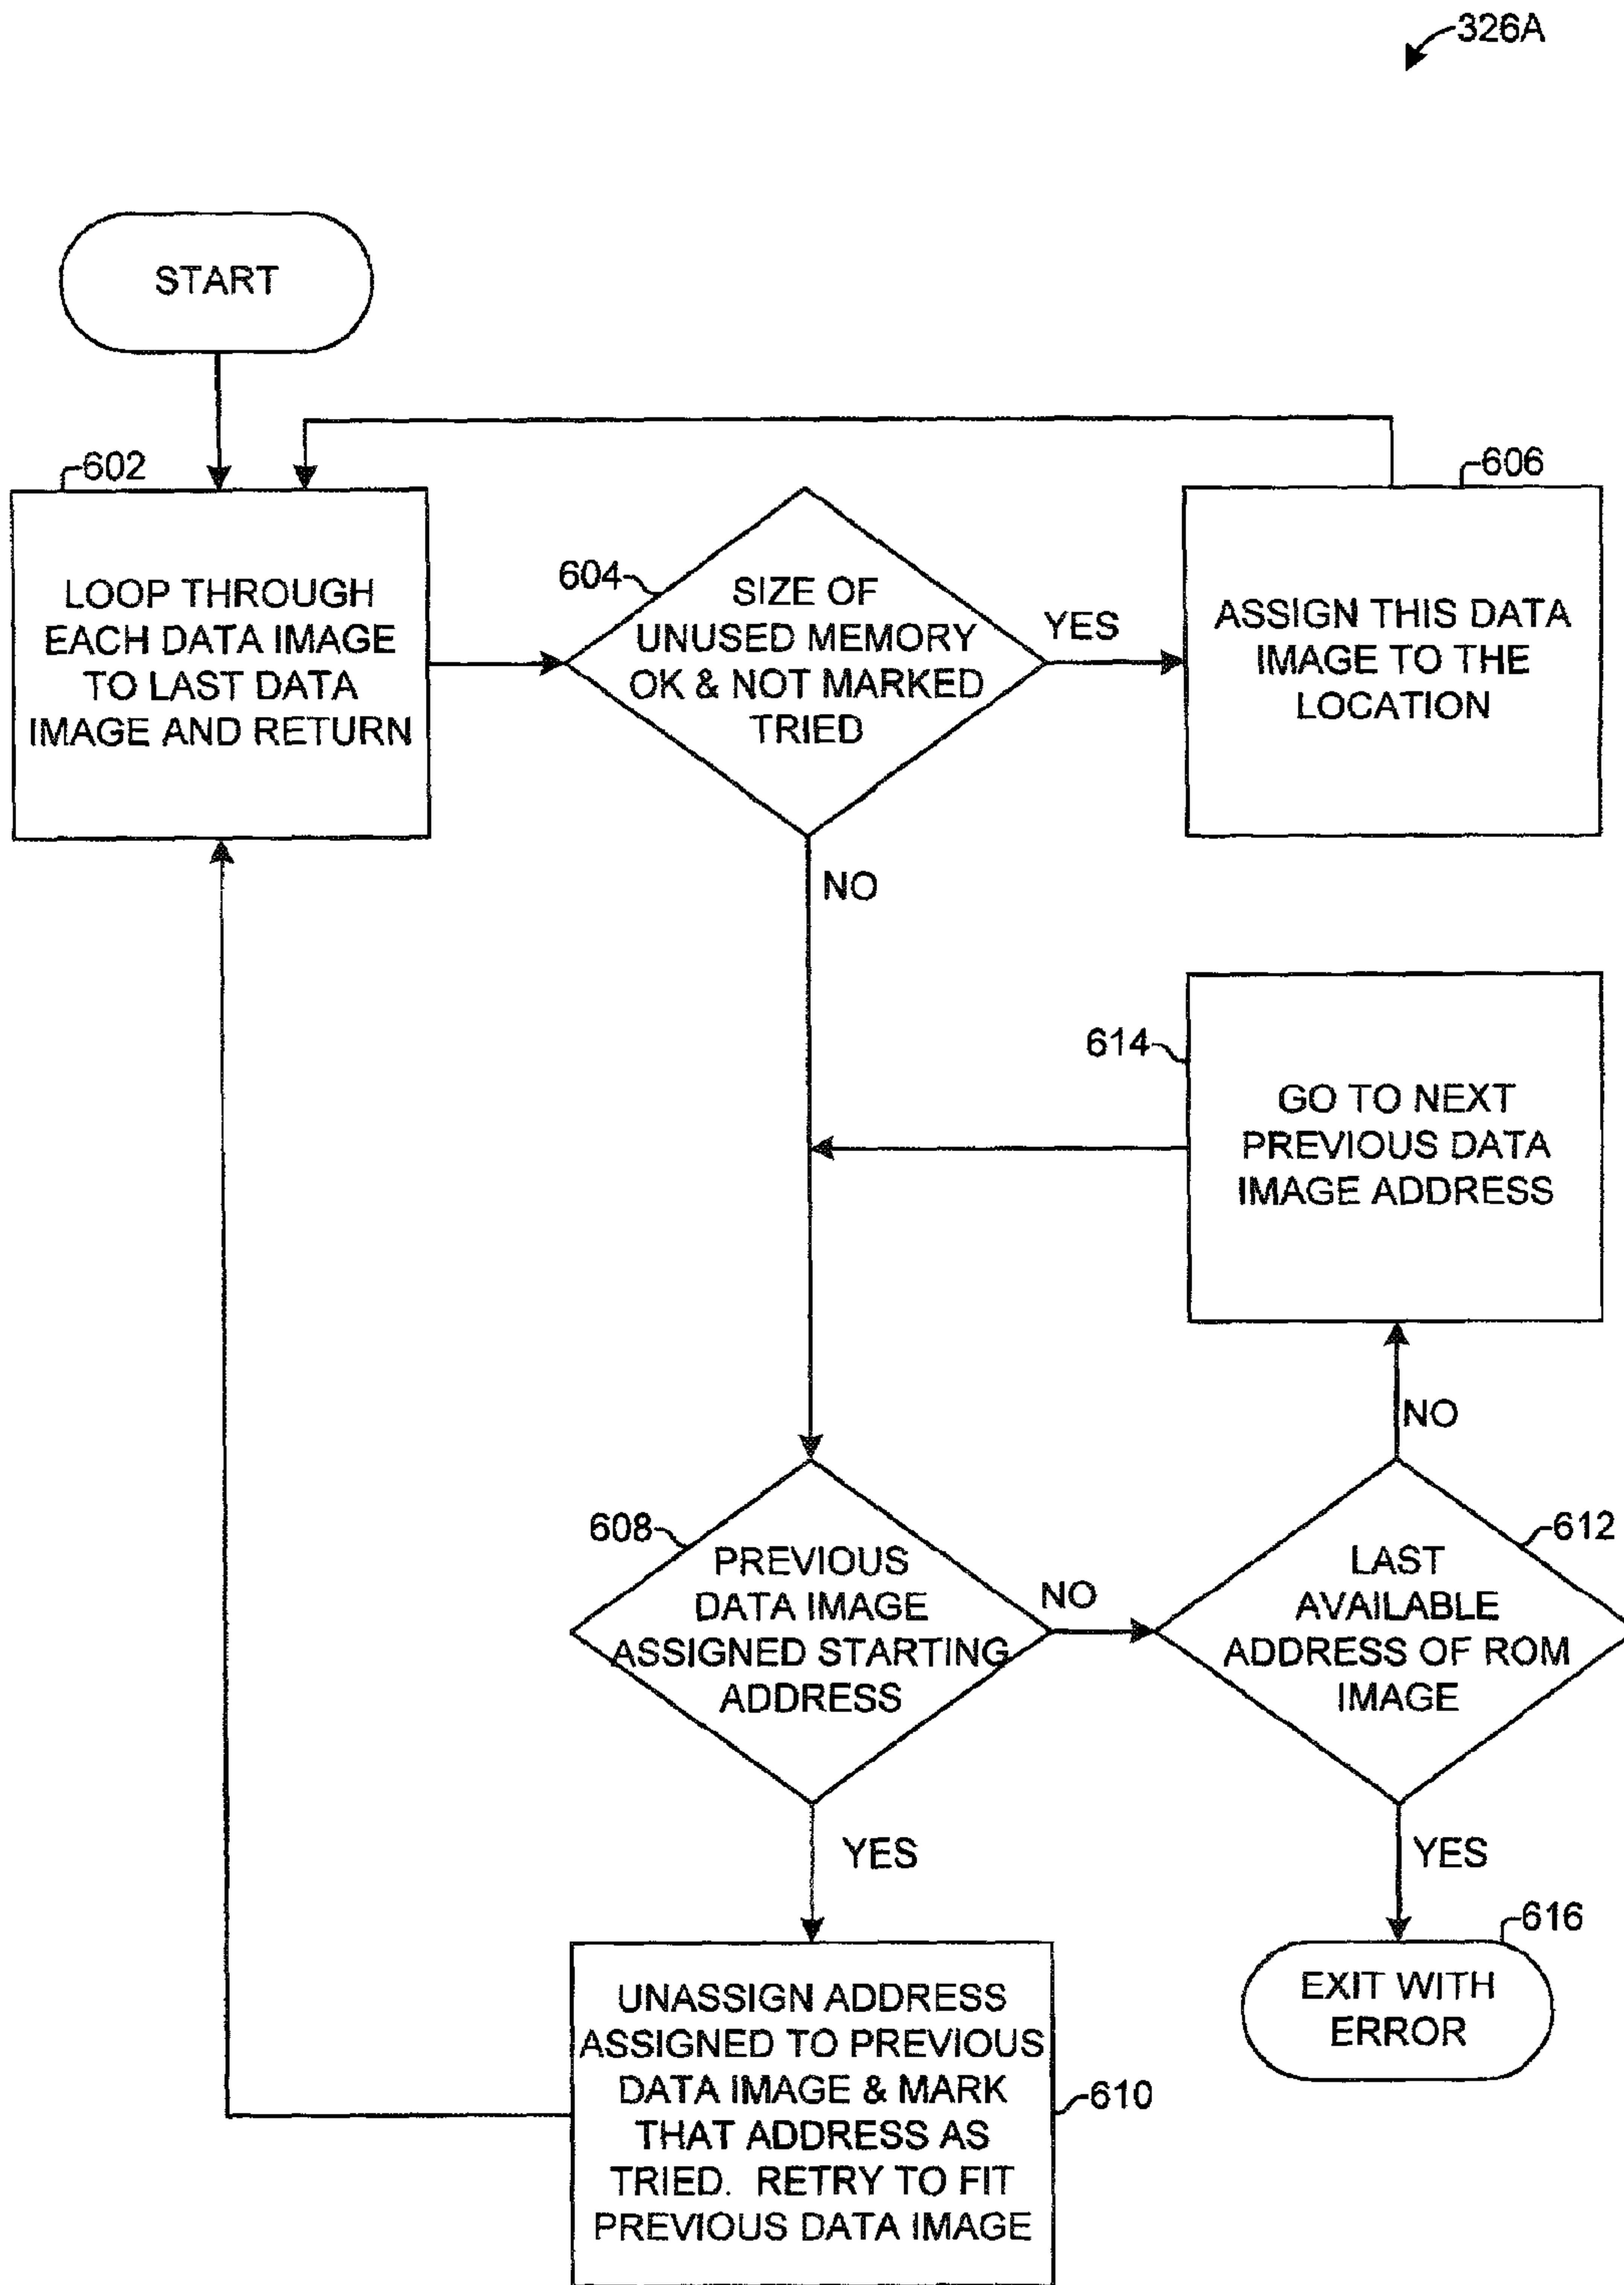 326A
START
602
LOOP THROUGH
EACH DATA IMAGE
TO LAST DATA
IMAGE AND RETURN
604
SIZE OF
UNUSED MEMORY
OK & NOT MARKED
TRIED
YES
606
ASSIGN THIS DATA
IMAGE TO THE
LOCATION
NO
614
GO TO NEXT
PREVIOUS DATA
IMAGE ADDRESS
NO
608
PREVIOUS
DATA IMAGE
ASSIGNED STARTING
ADDRESS
NO
612
LAST
AVAILABLE
ADDRESS OF ROM
IMAGE
YES
YES
616
EXIT WITH
ERROR
UNASSIGN ADDRESS
ASSIGNED TO PREVIOUS
DATA IMAGE & MARK
THAT ADDRESS AS
TRIED. RETRY TO FIT
PREVIOUS DATA IMAGE
610